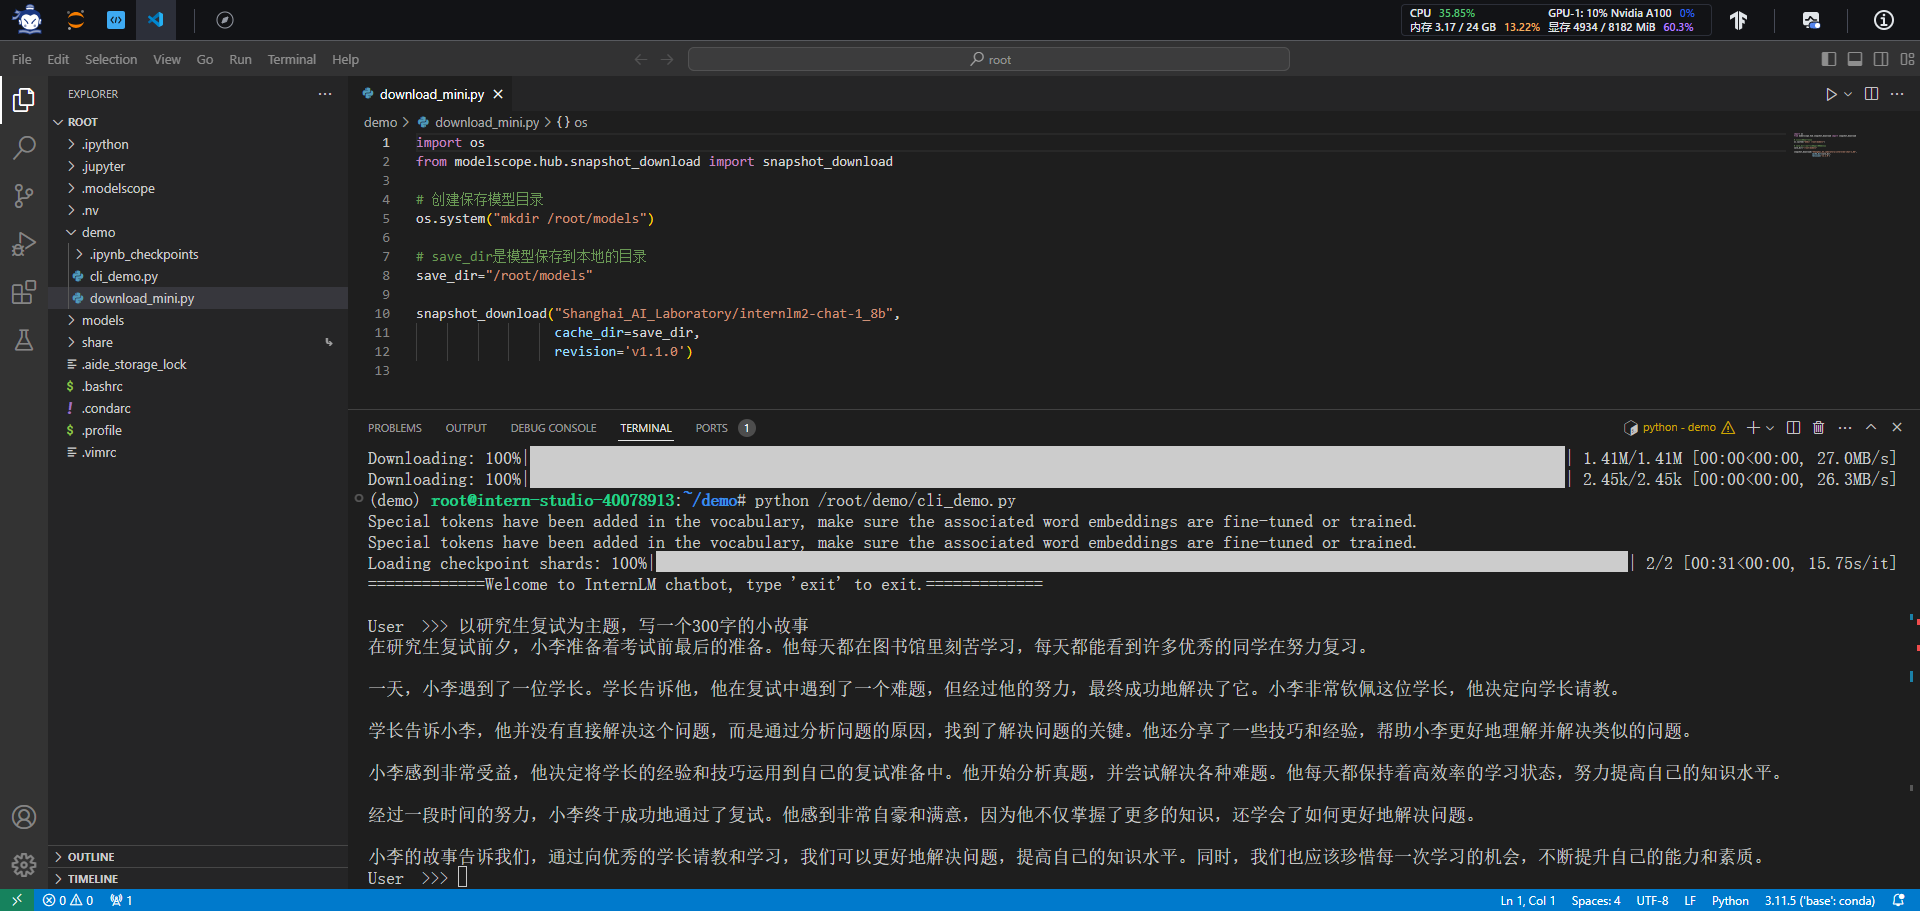 CPU 35.85% GPU-1: 10% Nvidia A100 0%
内存 3.17 / 24 GB 13.22% 显存 4934 / 8182 MiB 60.3%
File Edit Selection View Go Run Terminal Help
root
EXPLORER
ROOT
.ipython
.jupyter
.modelscope
.nv
demo
.ipynb_checkpoints
cli_demo.py
download_mini.py
models
share
.aide_storage_lock
$ .bashrc
! .condarc
$ .profile
.vimrc
OUTLINE
TIMELINE
download_mini.py
demo > download_mini.py > {} os
1 import os
2 from modelscope.hub.snapshot_download import snapshot_download
3
4 # 创建保存模型目录
5 os.system("mkdir /root/models")
6
7 # save_dir是模型保存到本地的目录
8 save_dir="/root/models"
9
10 snapshot_download("Shanghai_AI_Laboratory/internlm2-chat-1_8b",
11 cache_dir=save_dir,
12 revision='v1.1.0')
13
PROBLEMS OUTPUT DEBUG CONSOLE TERMINAL PORTS 1
python - demo
Downloading: 100%| | 1.41M/1.41M [00:00<00:00, 27.0MB/s]
Downloading: 100%| | 2.45k/2.45k [00:00<00:00, 26.3MB/s]
(demo) root@intern-studio-40078913:~/demo# python /root/demo/cli_demo.py
Special tokens have been added in the vocabulary, make sure the associated word embeddings are fine-tuned or trained.
Special tokens have been added in the vocabulary, make sure the associated word embeddings are fine-tuned or trained.
Loading checkpoint shards: 100%| | 2/2 [00:31<00:00, 15.75s/it]
=============Welcome to InternLM chatbot, type 'exit' to exit.=============
User >>> 以研究生复试为主题，写一个300字的小故事
在研究生复试前夕，小李准备着考试前最后的准备。他每天都在图书馆里刻苦学习，每天都能看到许多优秀的同学在努力复习。
一天，小李遇到了一位学长。学长告诉他，他在复试中遇到了一个难题，但经过他的努力，最终成功地解决了它。小李非常钦佩这位学长，他决定向学长请教。
学长告诉小李，他并没有直接解决这个问题，而是通过分析问题的原因，找到了解决问题的关键。他还分享了一些技巧和经验，帮助小李更好地理解并解决类似的问题。
小李感到非常受益，他决定将学长的经验和技巧运用到自己的复试准备中。他开始分析真题，并尝试解决各种难题。他每天都保持着高效率的学习状态，努力提高自己的知识水平。
经过一段时间的努力，小李终于成功地通过了复试。他感到非常自豪和满意，因为他不仅掌握了更多的知识，还学会了如何更好地解决问题。
小李的故事告诉我们，通过向优秀的学长请教和学习，我们可以更好地解决问题，提高自己的知识水平。同时，我们也应该珍惜每一次学习的机会，不断提升自己的能力和素质。
User >>>
0 0 1 Ln 1, Col 1 Spaces: 4 UTF-8 LF Python 3.11.5 ('base': conda)